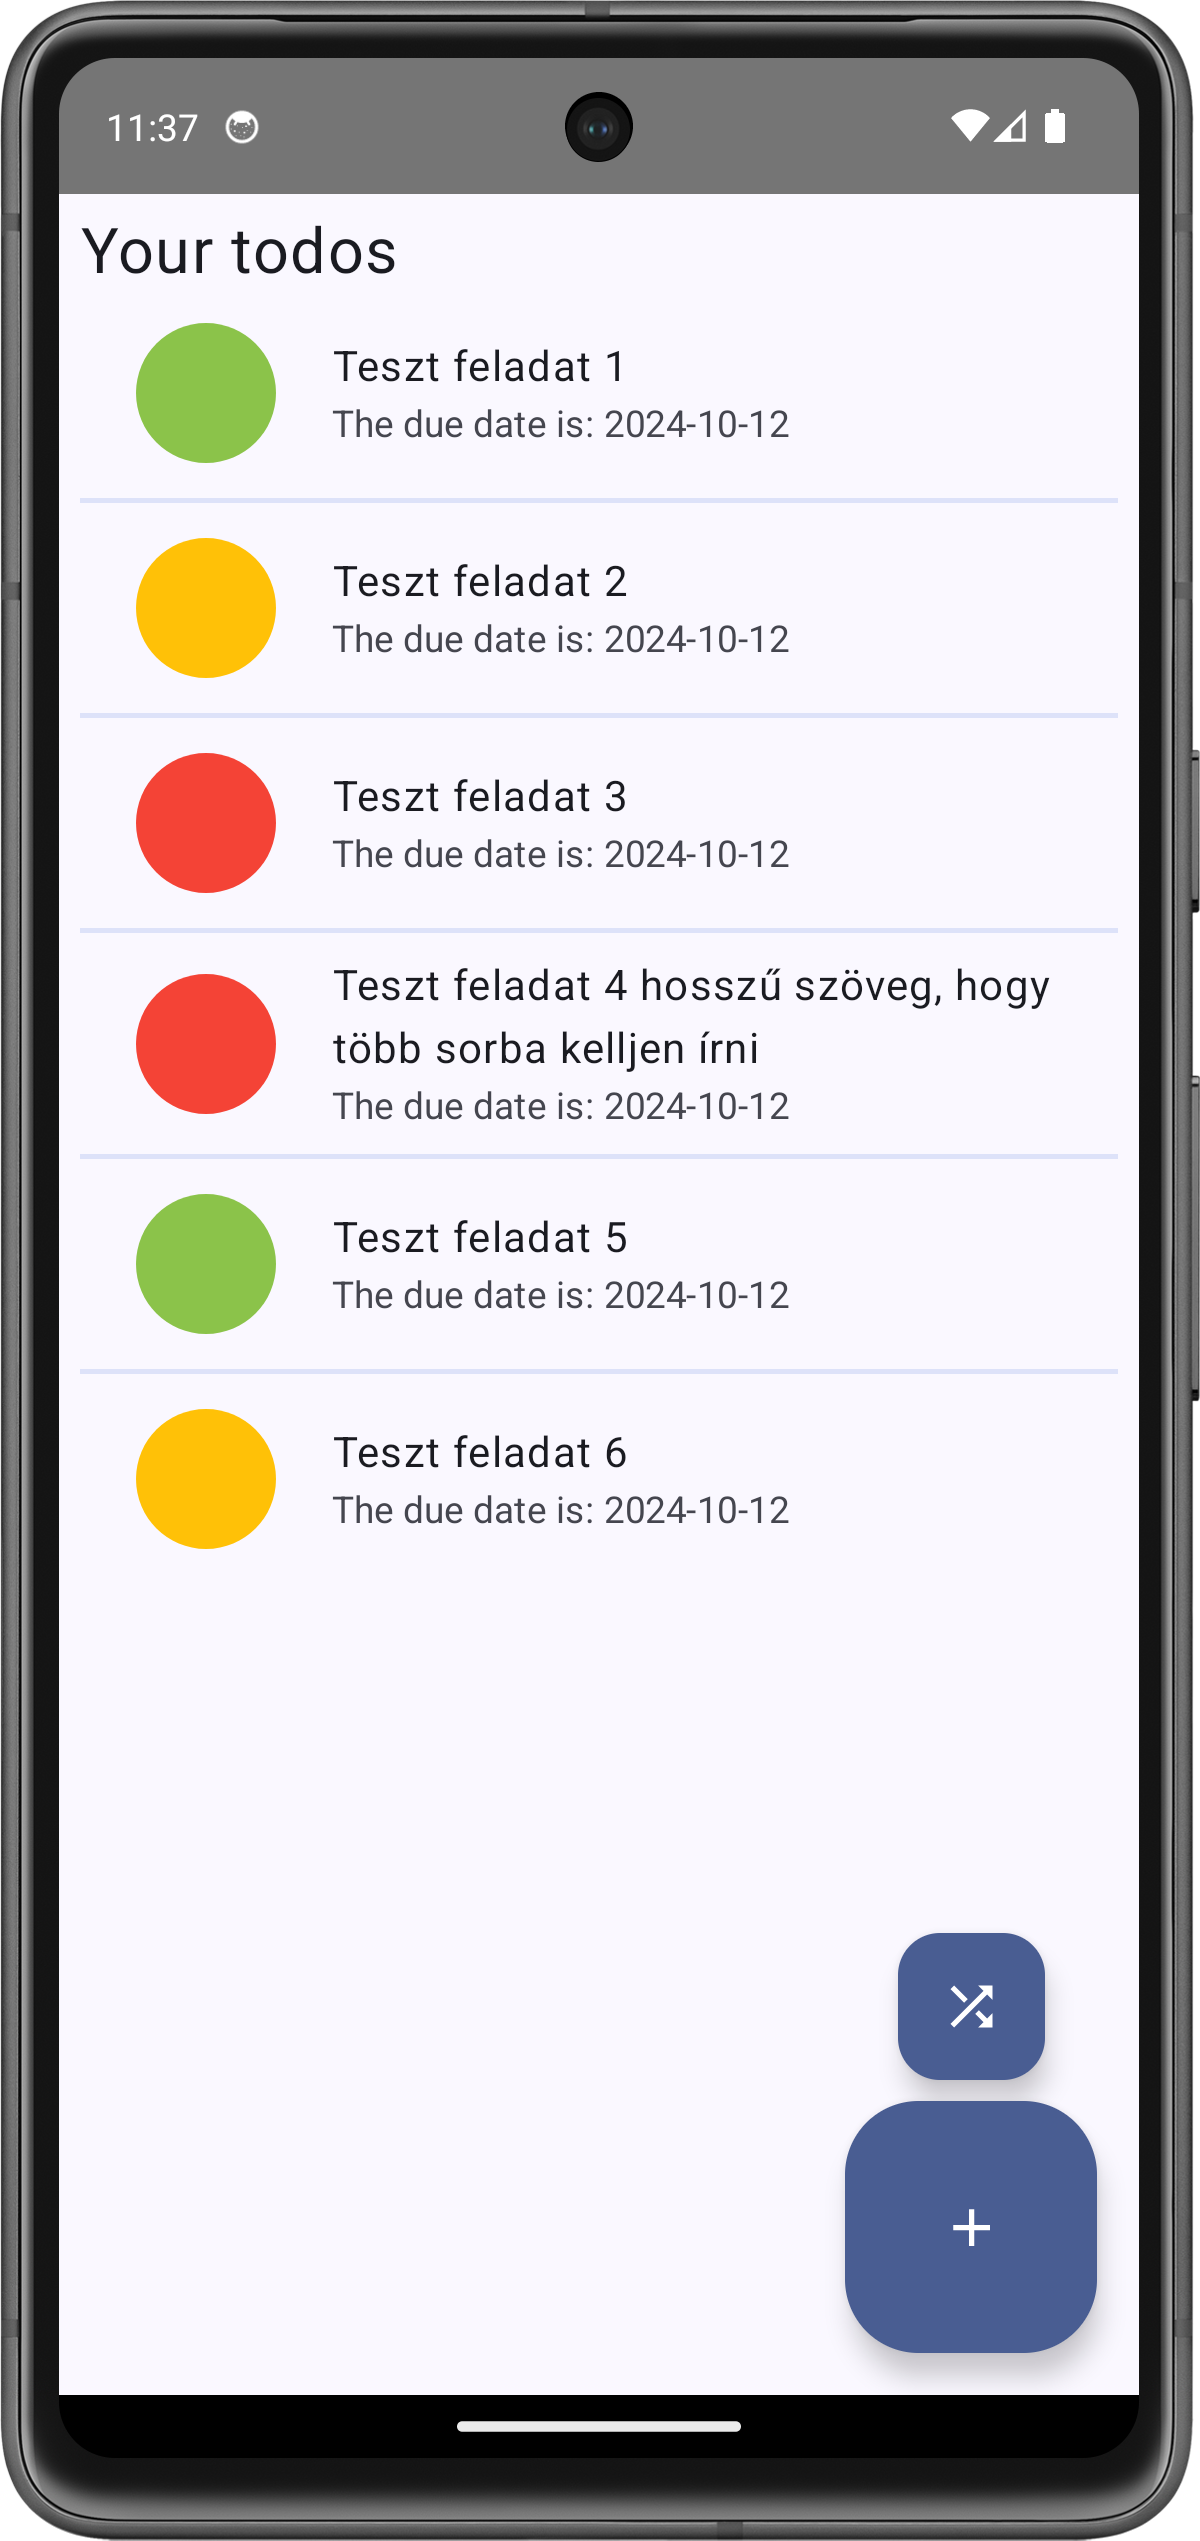 11:37
Your todos
Teszt feladat 1
The due date is: 2024-10-12
Teszt feladat 2
The due date is: 2024-10-12
Teszt feladat 3
The due date is: 2024-10-12
Teszt feladat 4 hosszű szöveg, hogy
több sorba kelljen írni
The due date is: 2024-10-12
Teszt feladat 5
The due date is: 2024-10-12
Teszt feladat 6
The due date is: 2024-10-12